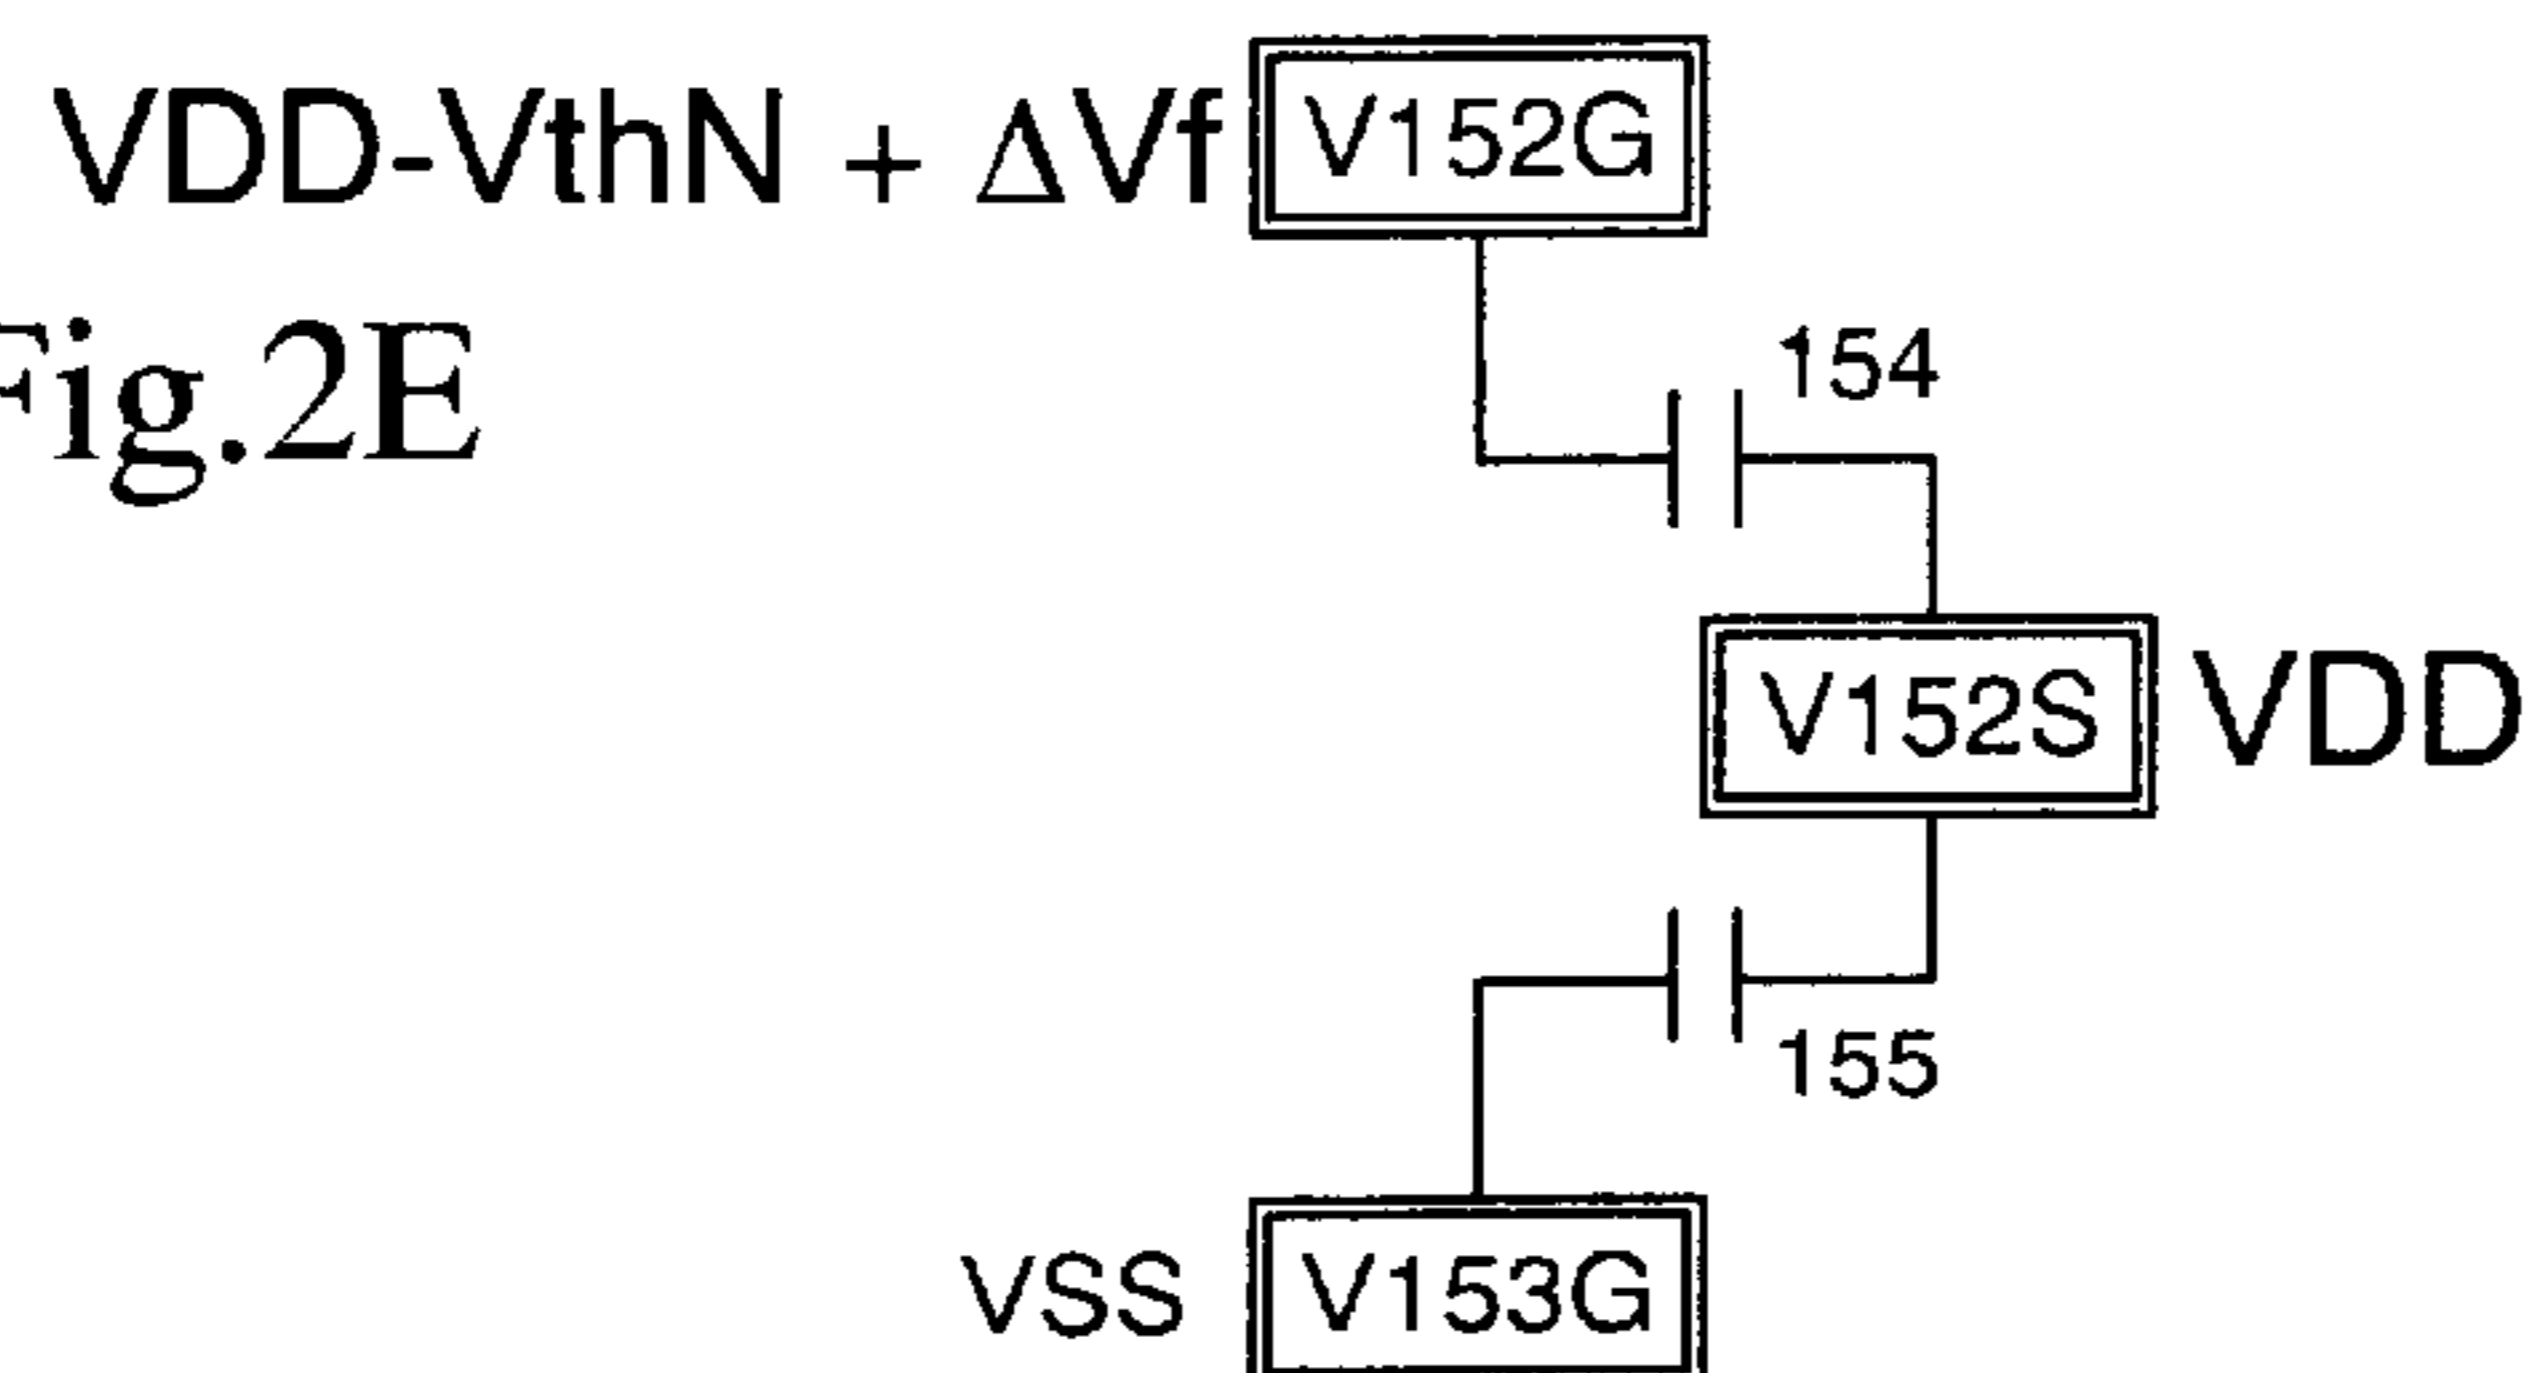 VDD-VthN + ΔVf V152G
Fig.2E
154
V152S VDD
155
VSS V153G